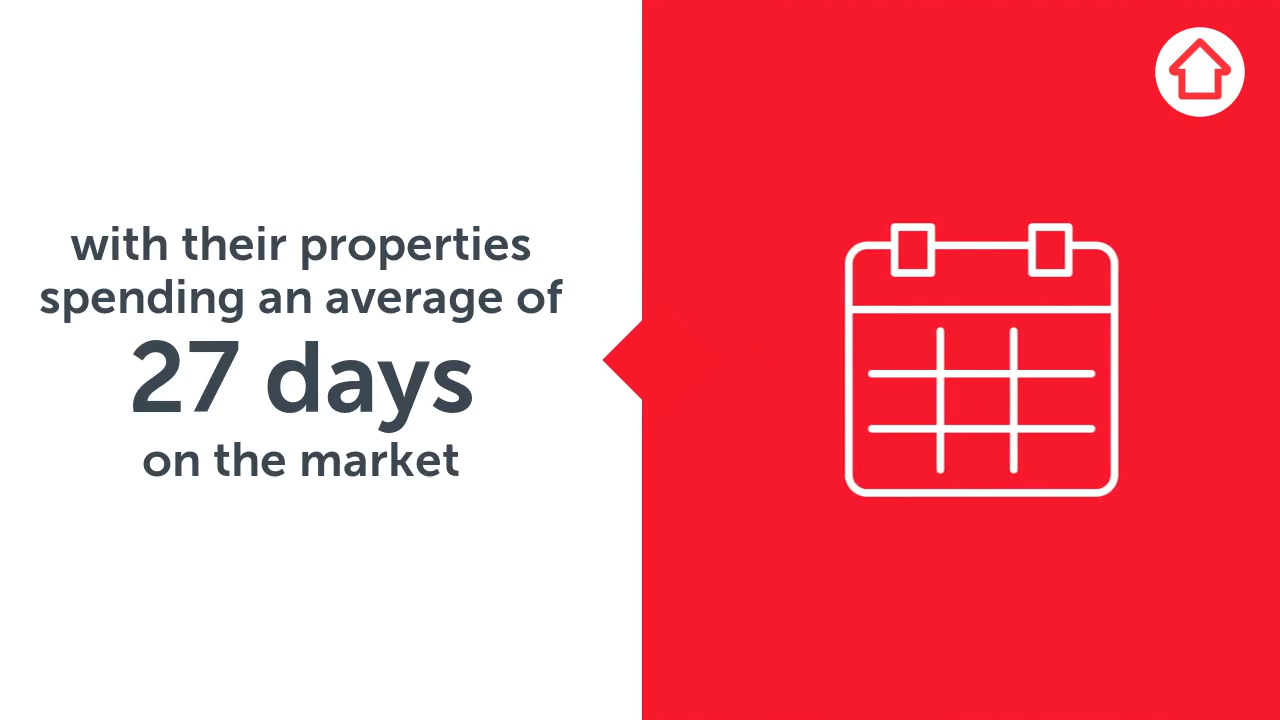 with their properties
spending an average of
27 days
on the market